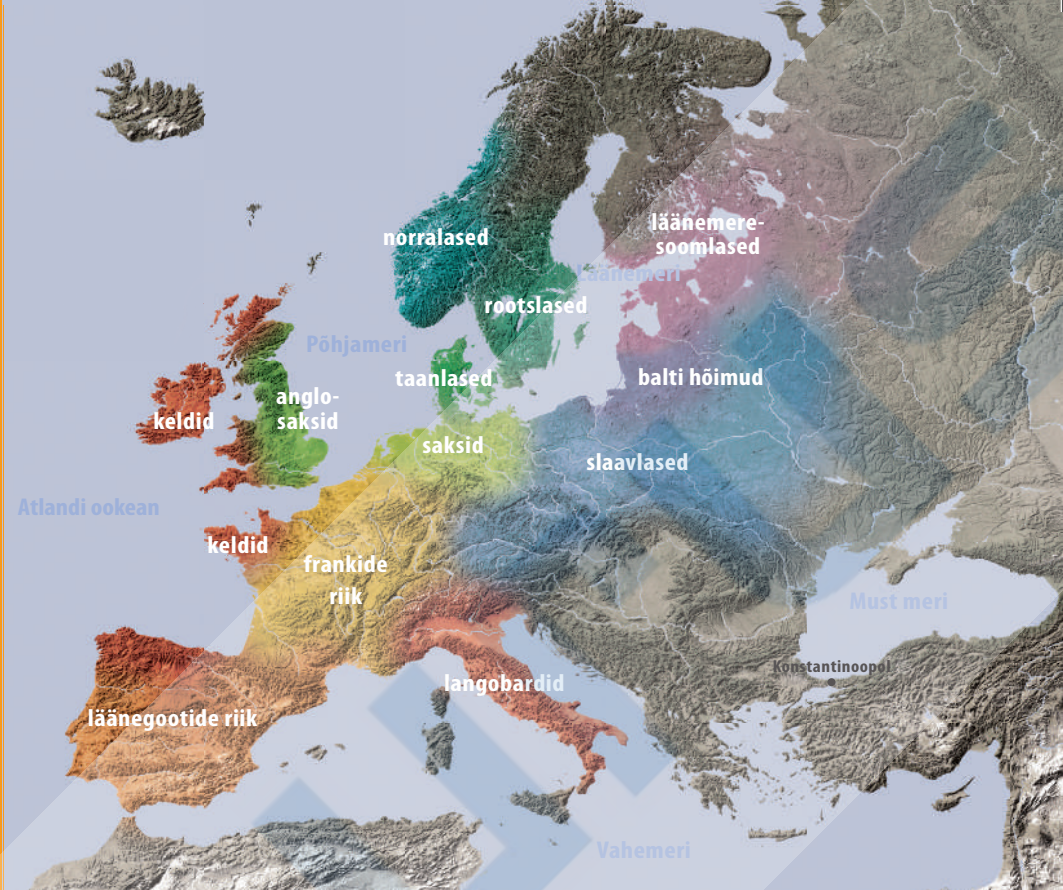 läänemere-
soomlased
norralased
Läänemeri
rootslased
Põhjameri
taanlased
balti hõimud
anglo-
saksid
keldid
saksid
slaavlased
Atlandi ookean
keldid
frankide
riik
Must meri
Konstantinoopol
langobardid
läänegootide riik
Vahemeri